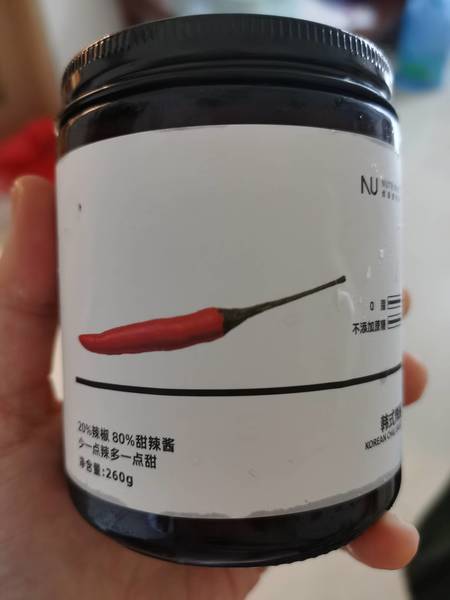 NU
0 脂
不添加蔗糖
20%辣椒 80%甜辣酱
少一点辣多一点甜
净含量:260g
韩式
KOREAN